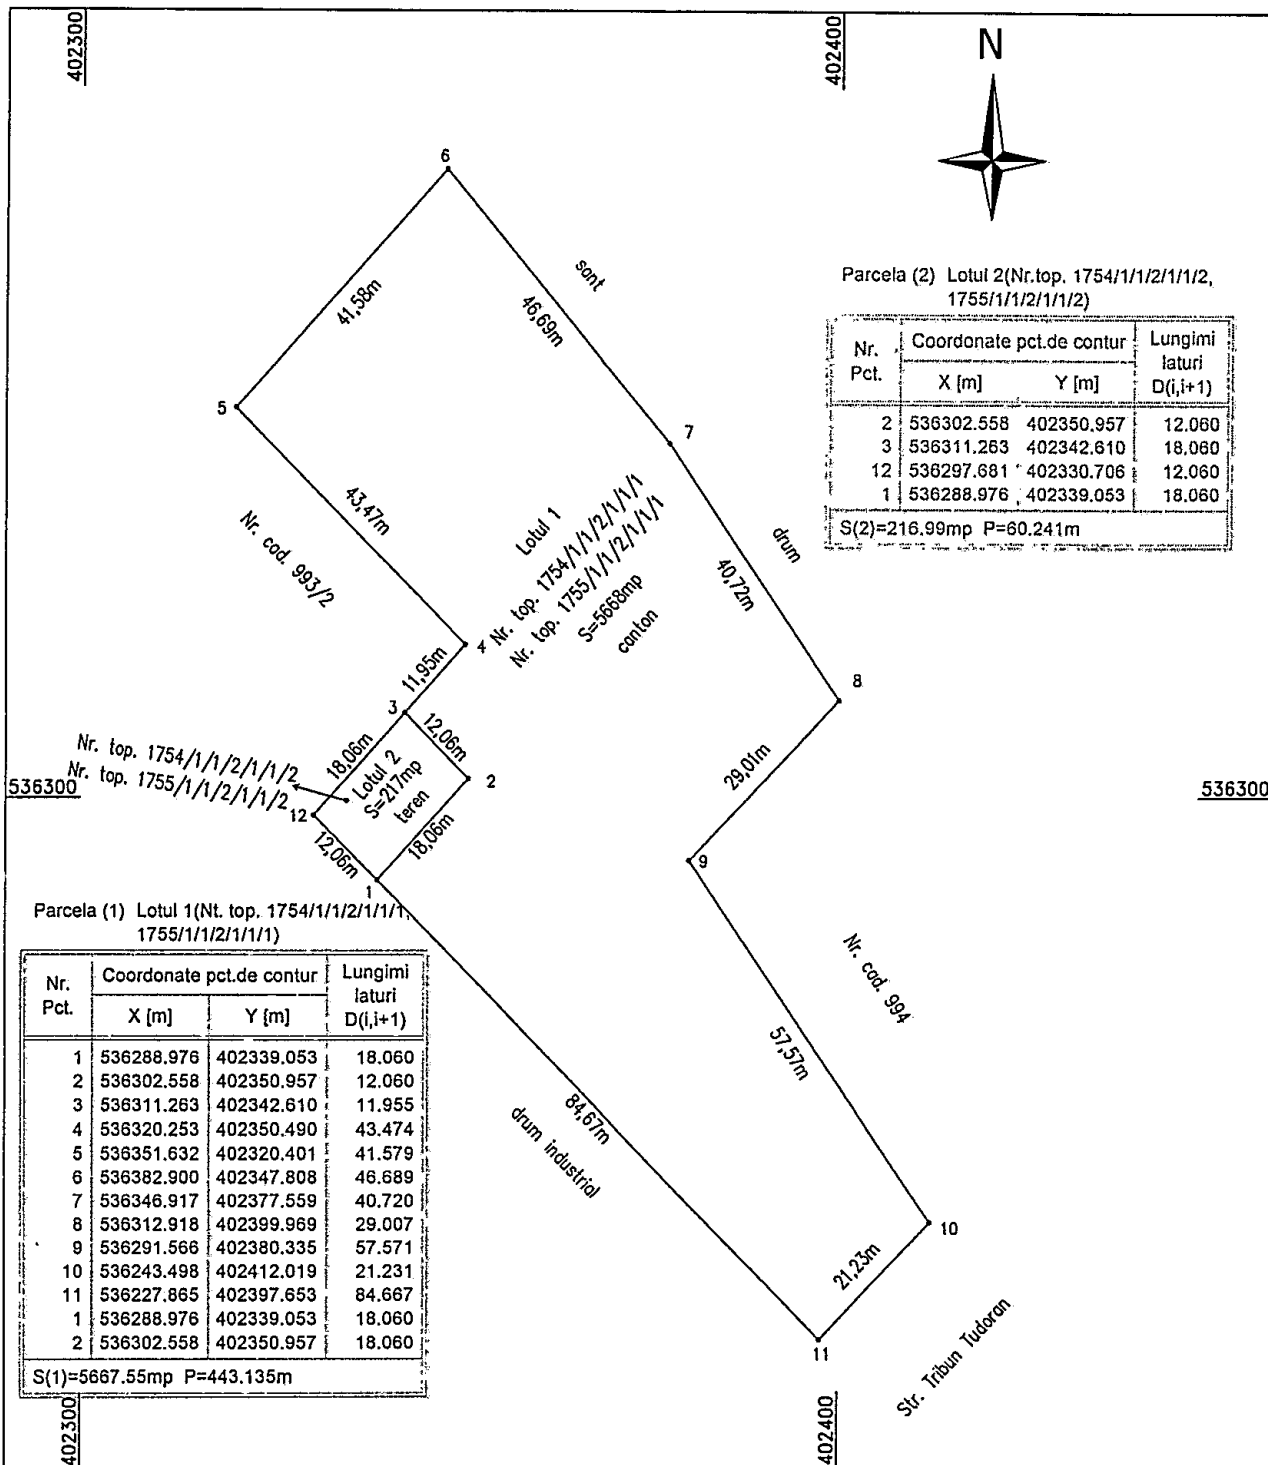 402300
402400
N
6
sant
41,58m
46,69m
Parcela (2) Lotul 2(Nr.top. 1754/1/1/2/1/1/2,
1755/1/1/2/1/1/2)
Nr. Pct. Coordonate pct.de contur Lungimi laturi D(i,i+1)
X [m] Y [m]
2 536302.558 402350.957 12.060
3 536311.263 402342.610 18.060
12 536297.681 402330.706 12.060
1 536288.976 402339.053 18.060
S(2)=216.99mp P=60.241m
5
7
43,47m
Nr. cad. 993/2
Lotul 1
Nr. top. 1754/1/1/2/1/1/1
Nr. top. 1755/1/1/2/1/1/1
S=5668mp
canton
drum
40,72m
4
11,95m
8
3
12,06m
29,01m
Nr. top. 1754/1/1/2/1/1/2
Nr. top. 1755/1/1/2/1/1/2
18,06m
Lotul 2
S=217mp
teren
2
536300
536300
12
18,06m
12,06m
9
1
Parcela (1) Lotul 1(Nt. top. 1754/1/1/2/1/1/1,
1755/1/1/2/1/1/1)
Nr. Pct. Coordonate pct.de contur Lungimi laturi D(i,i+1)
X [m] Y [m]
1 536288.976 402339.053 18.060
2 536302.558 402350.957 12.060
3 536311.263 402342.610 11.955
4 536320.253 402350.490 43.474
5 536351.632 402320.401 41.579
6 536382.900 402347.808 46.689
7 536346.917 402377.559 40.720
8 536312.918 402399.969 29.007
9 536291.566 402380.335 57.571
10 536243.498 402412.019 21.231
11 536227.865 402397.653 84.667
1 536288.976 402339.053 18.060
2 536302.558 402350.957 18.060
S(1)=5667.55mp P=443.135m
Nr. cad. 994
57,57m
84,67m
drum industrial
10
21,23m
11
Str. Tribun Tudoran
402300
402400